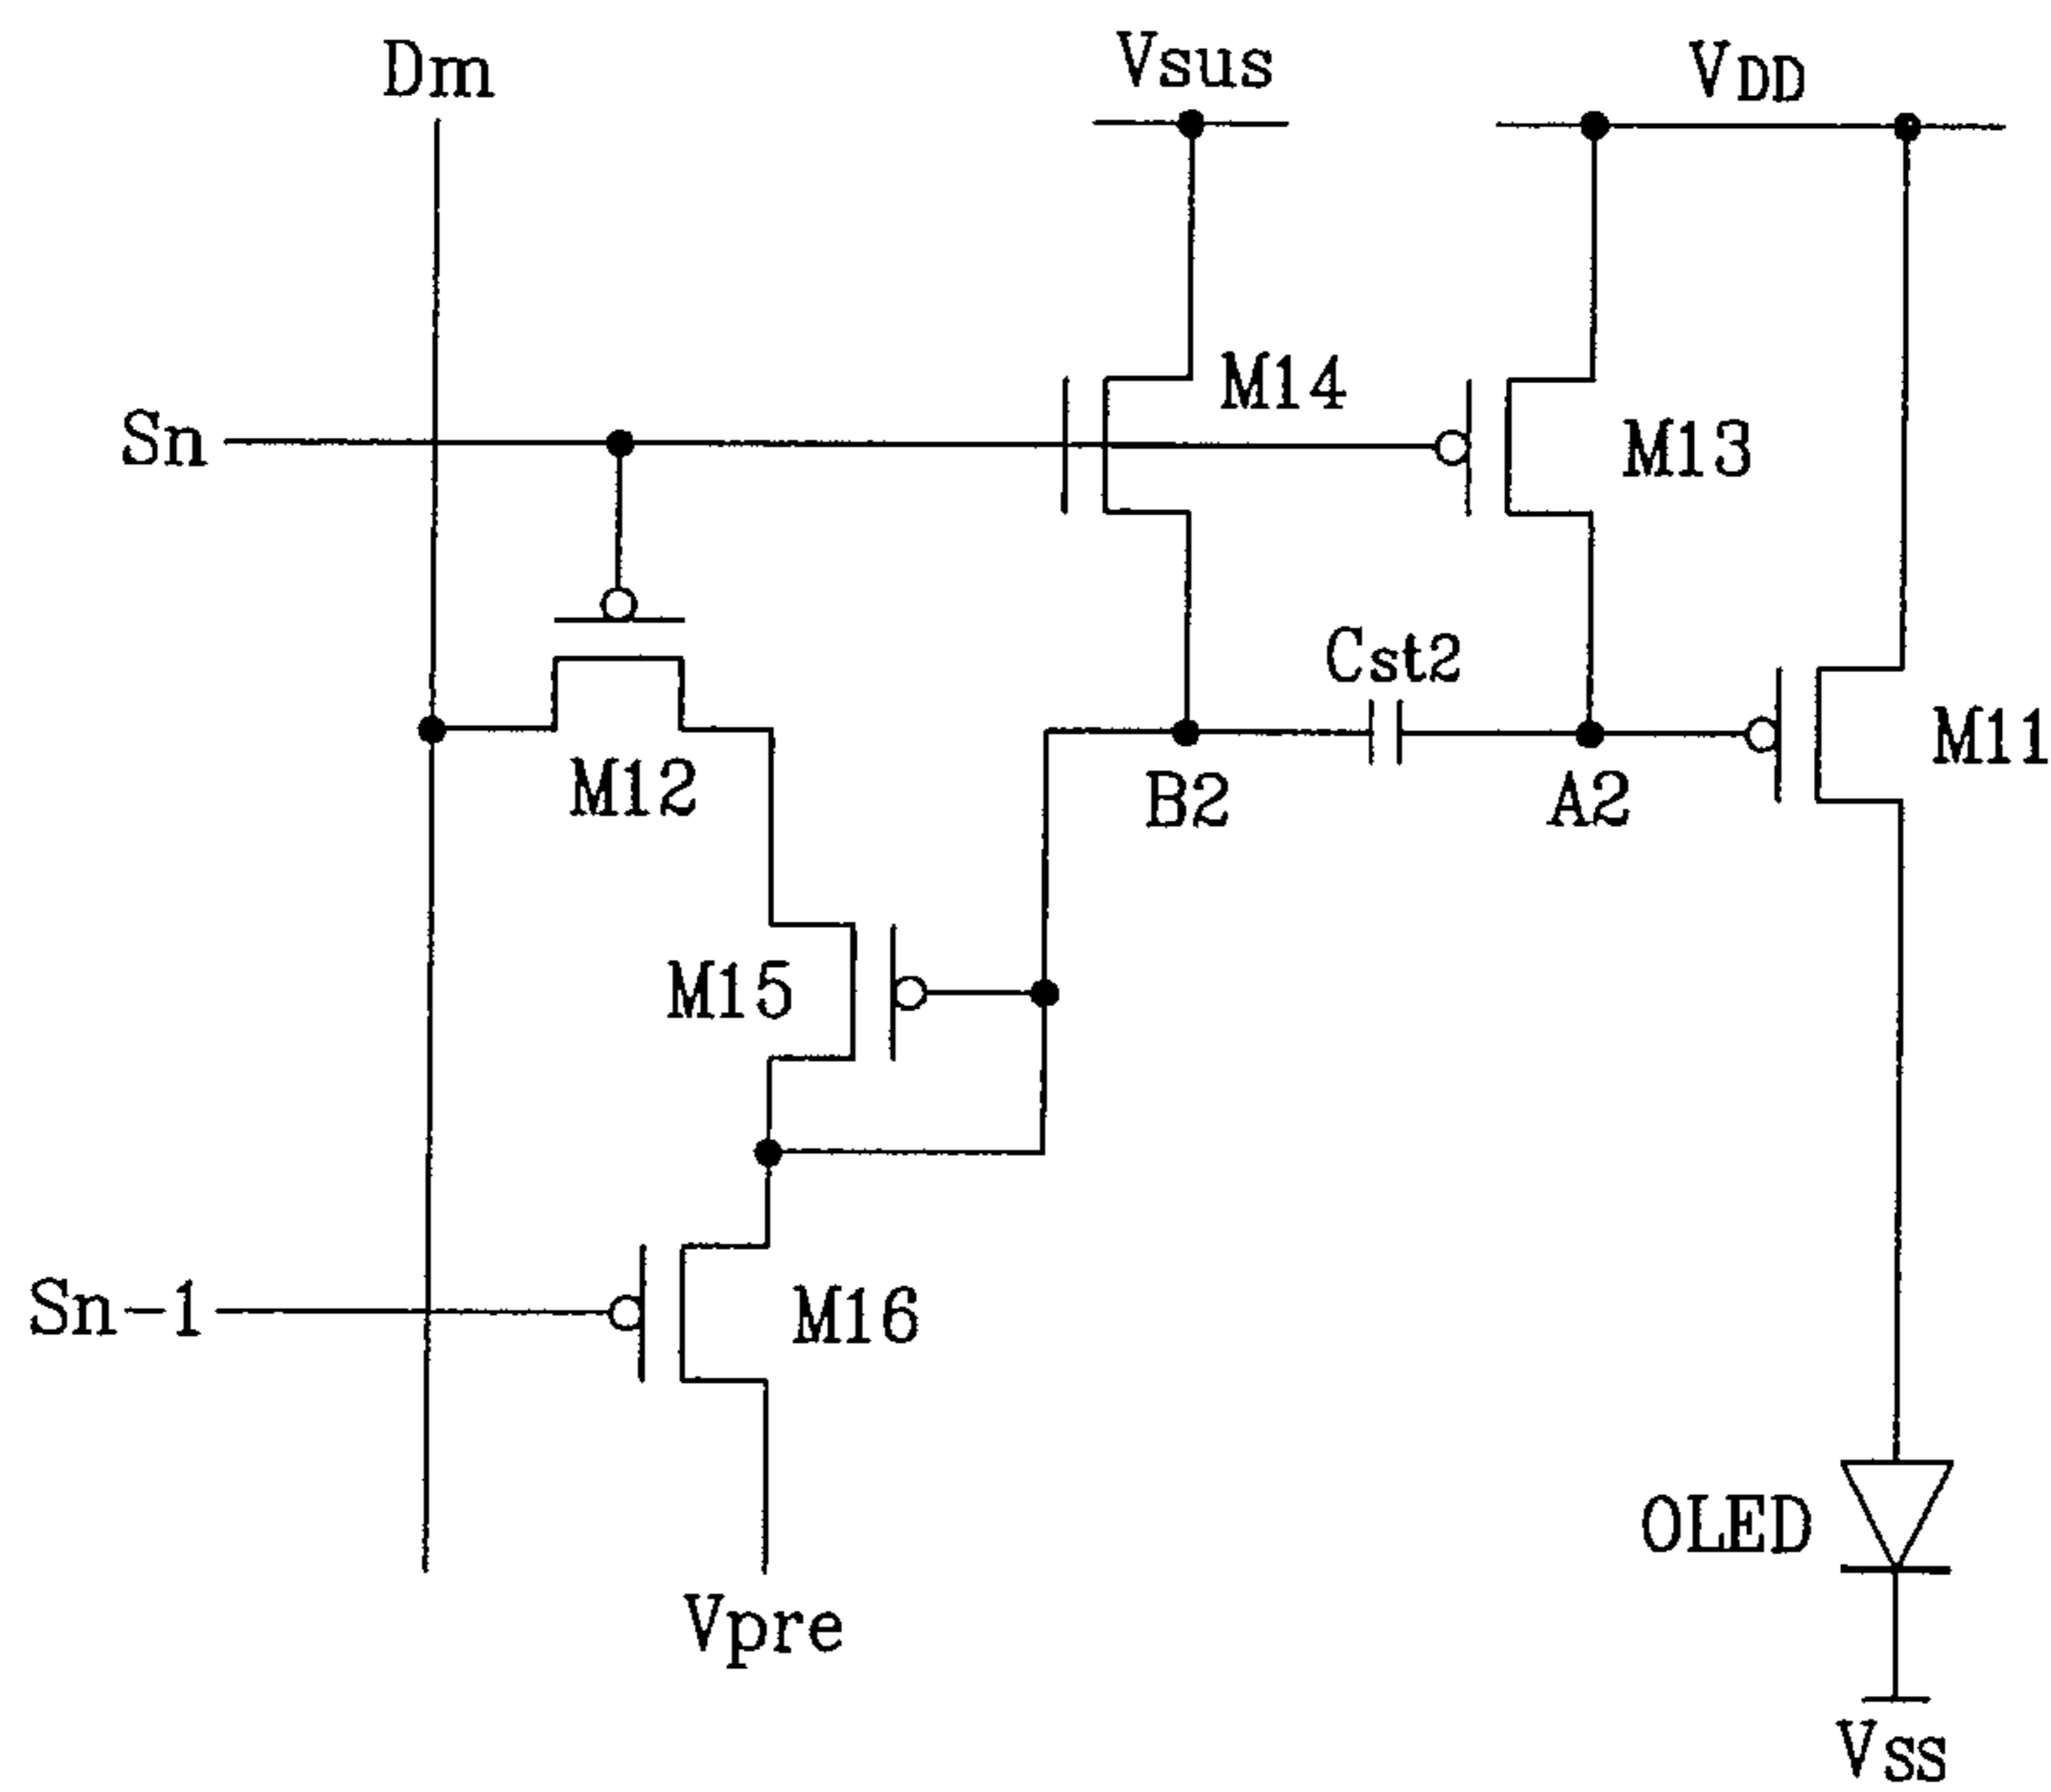 Dm
Vsus
VDD
Sn
M14
M13
M12
Cst2
M11
B2
A2
M15
Sn-1
M16
OLED
Vpre
VSS